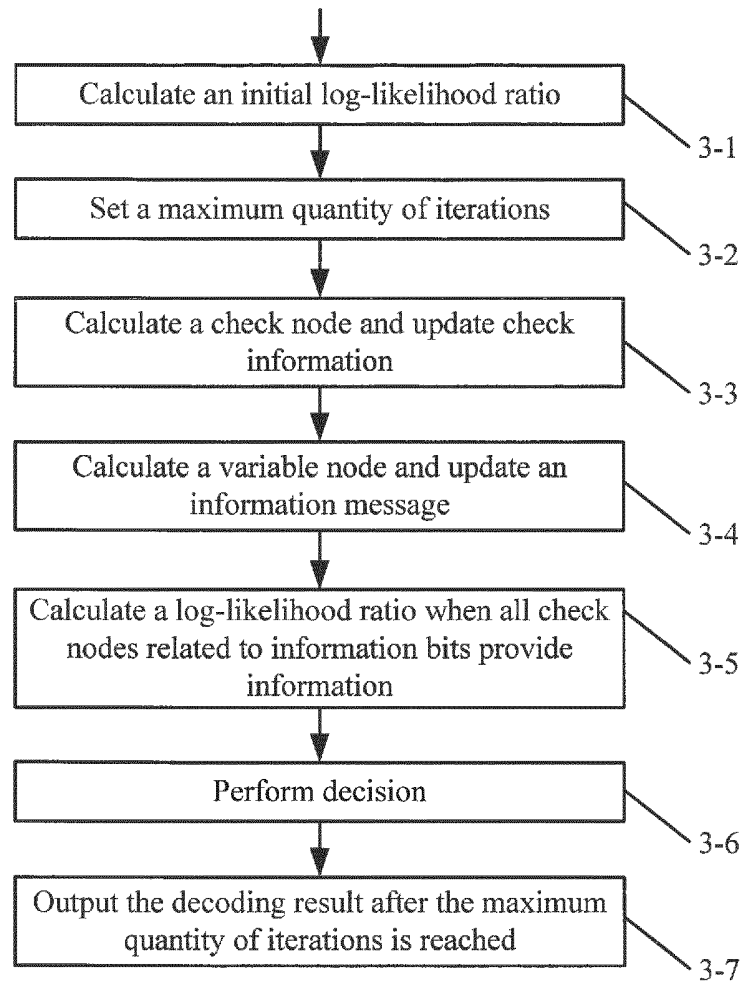 Calculate an initial log-likelihood ratio
3-1
Set a maximum quantity of iterations
3-2
Calculate a check node and update check
information
3-3
Calculate a variable node and update an
information message
3-4
Calculate a log-likelihood ratio when all check
nodes related to information bits provide
information
3-5
Perform decision
3-6
Output the decoding result after the maximum
quantity of iterations is reached
3-7